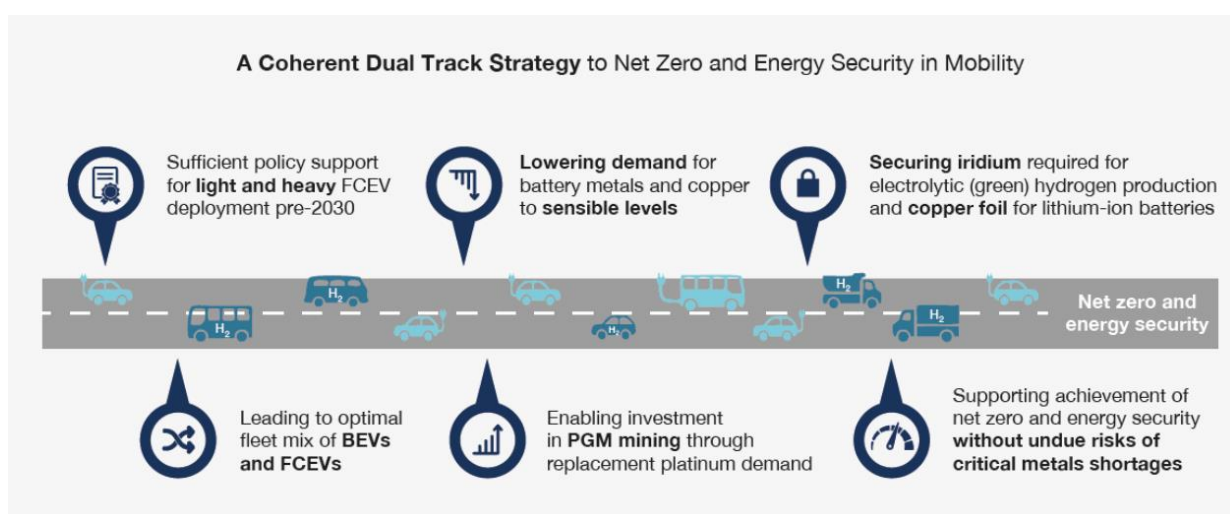 A Coherent Dual Track Strategy to Net Zero and Energy Security in Mobility
Sufficient policy support
for light and heavy FCEV
deployment pre-2030
Lowering demand for
battery metals and copper
to sensible levels
Securing iridium required for
electrolytic (green) hydrogen production
and copper foil for lithium-ion batteries
H₂
H₂
H₂
H₂
H₂
Net zero and
energy security
Leading to optimal
fleet mix of BEVs
and FCEVs
Enabling investment
in PGM mining through
replacement platinum demand
Supporting achievement of
net zero and energy security
without undue risks of
critical metals shortages